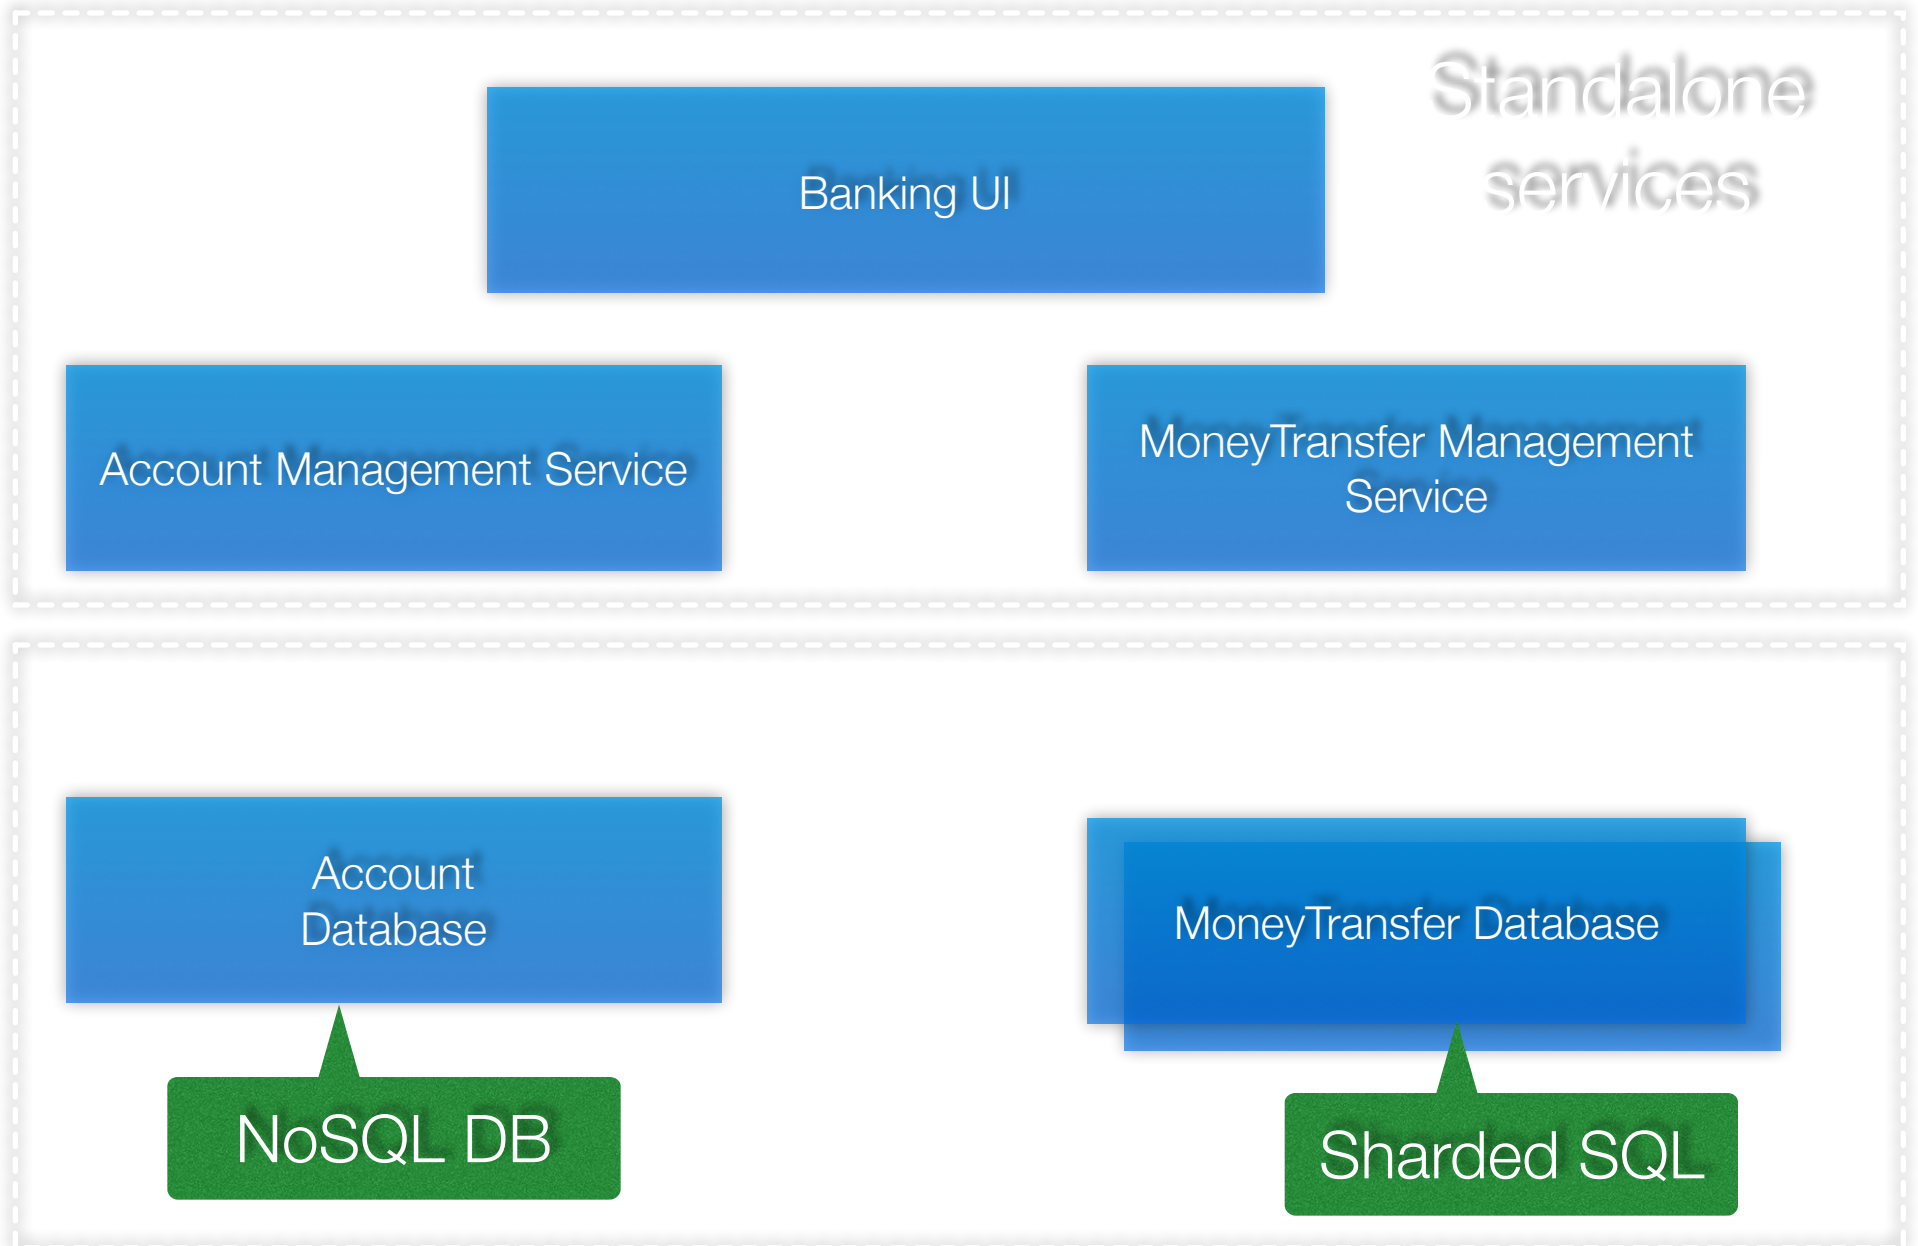 Standalone
services
Banking UI
Account Management Service
MoneyTransfer Management
Service
Account
Database
MoneyTransfer Database
NoSQL DB
Sharded SQL